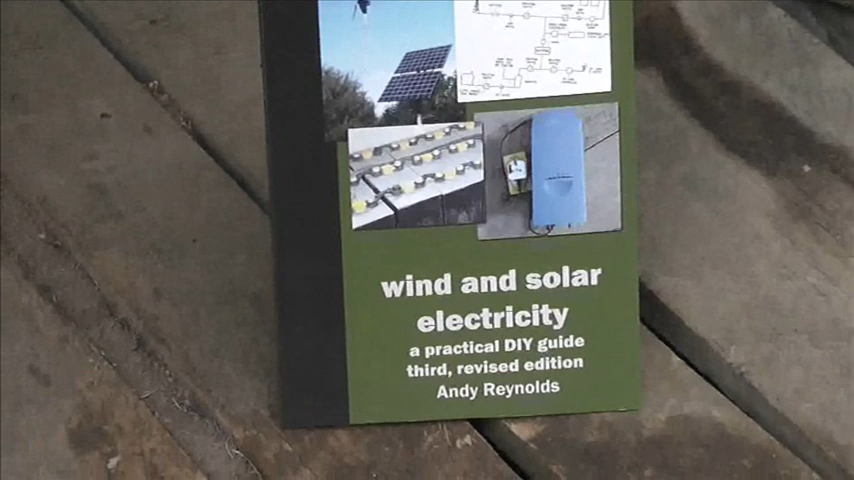 wind and solar
electricity
a practical DIY guide
third, revised edition
Andy Reynolds